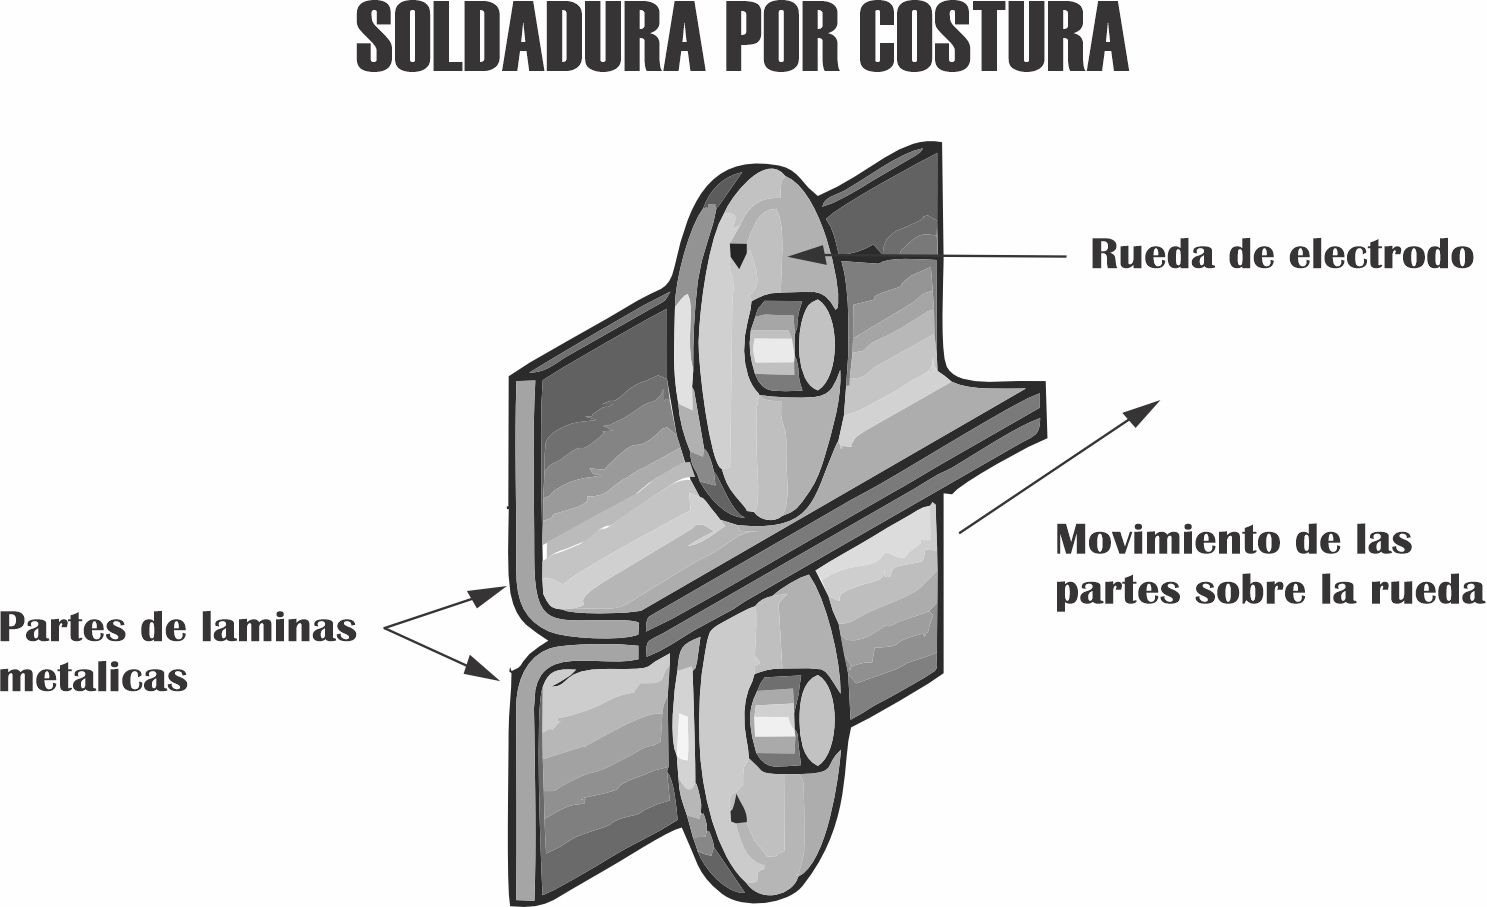 SOLDADURA POR COSTURA
Rueda de electrodo
Movimiento de las
partes sobre la rueda
Partes de laminas
metalicas